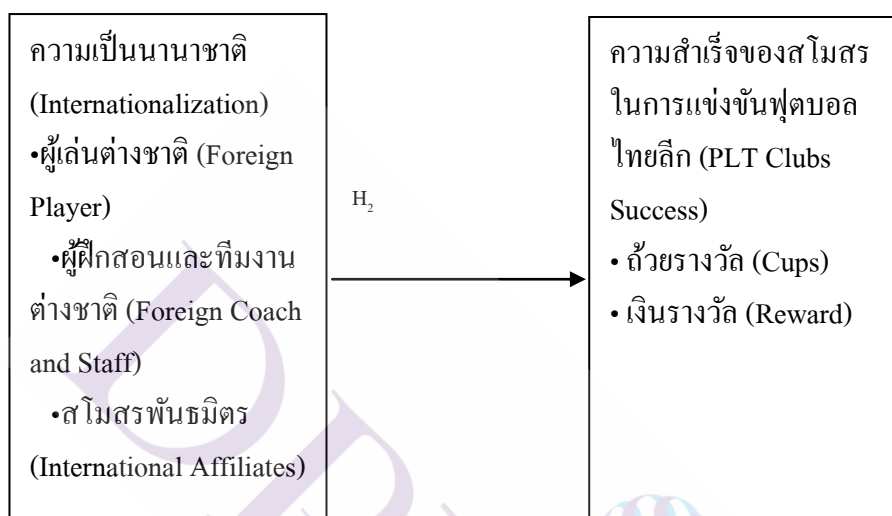 ความเป็นนานาชาติ
(Internationalization)
•ผู้เล่นต่างชาติ (Foreign
Player)
•ผู้ฝึกสอนและทีมงาน
ต่างชาติ (Foreign Coach
and Staff)
•สโมสรพันธมิตร
(International Affiliates)
H₂
ความสำเร็จของสโมสร
ในการแข่งขันฟุตบอล
ไทยลีก (PLT Clubs
Success)
• ถ้วยรางวัล (Cups)
• เงินรางวัล (Reward)